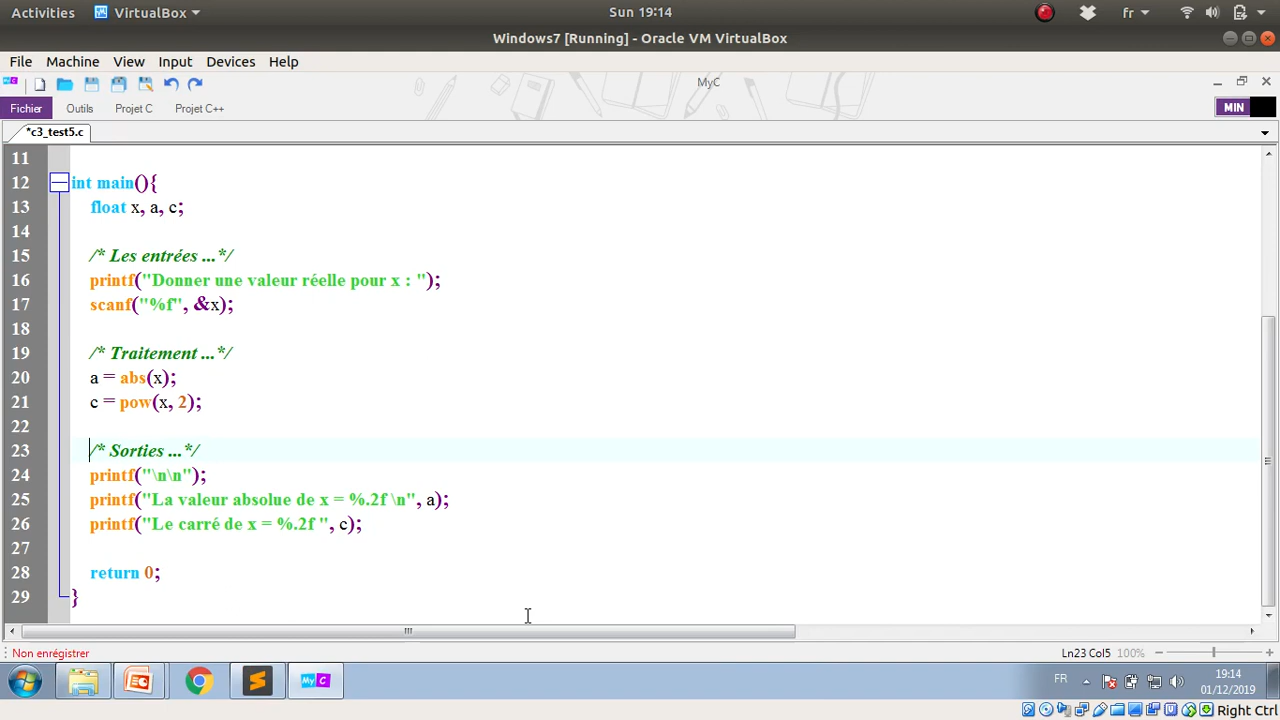 Activities VirtualBox Sun 19:14 fr
Windows7 [Running] - Oracle VM VirtualBox
File Machine View Input Devices Help
MyC
Fichier Outils Projet C Projet C++ MIN
*c3_test5.c
11
12 int main(){
13 float x, a, c;
14
15 /* Les entrées ...*/
16 printf("Donner une valeur réelle pour x : ");
17 scanf("%f", &x);
18
19 /* Traitement ...*/
20 a = abs(x);
21 c = pow(x, 2);
22
23 /* Sorties ...*/
24 printf("\n\n");
25 printf("La valeur absolue de x = %.2f \n", a);
26 printf("Le carré de x = %.2f ", c);
27
28 return 0;
29 }
Non enregistrer Ln23 Col5 100%
My C FR 19:14
01/12/2019
Right Ctrl